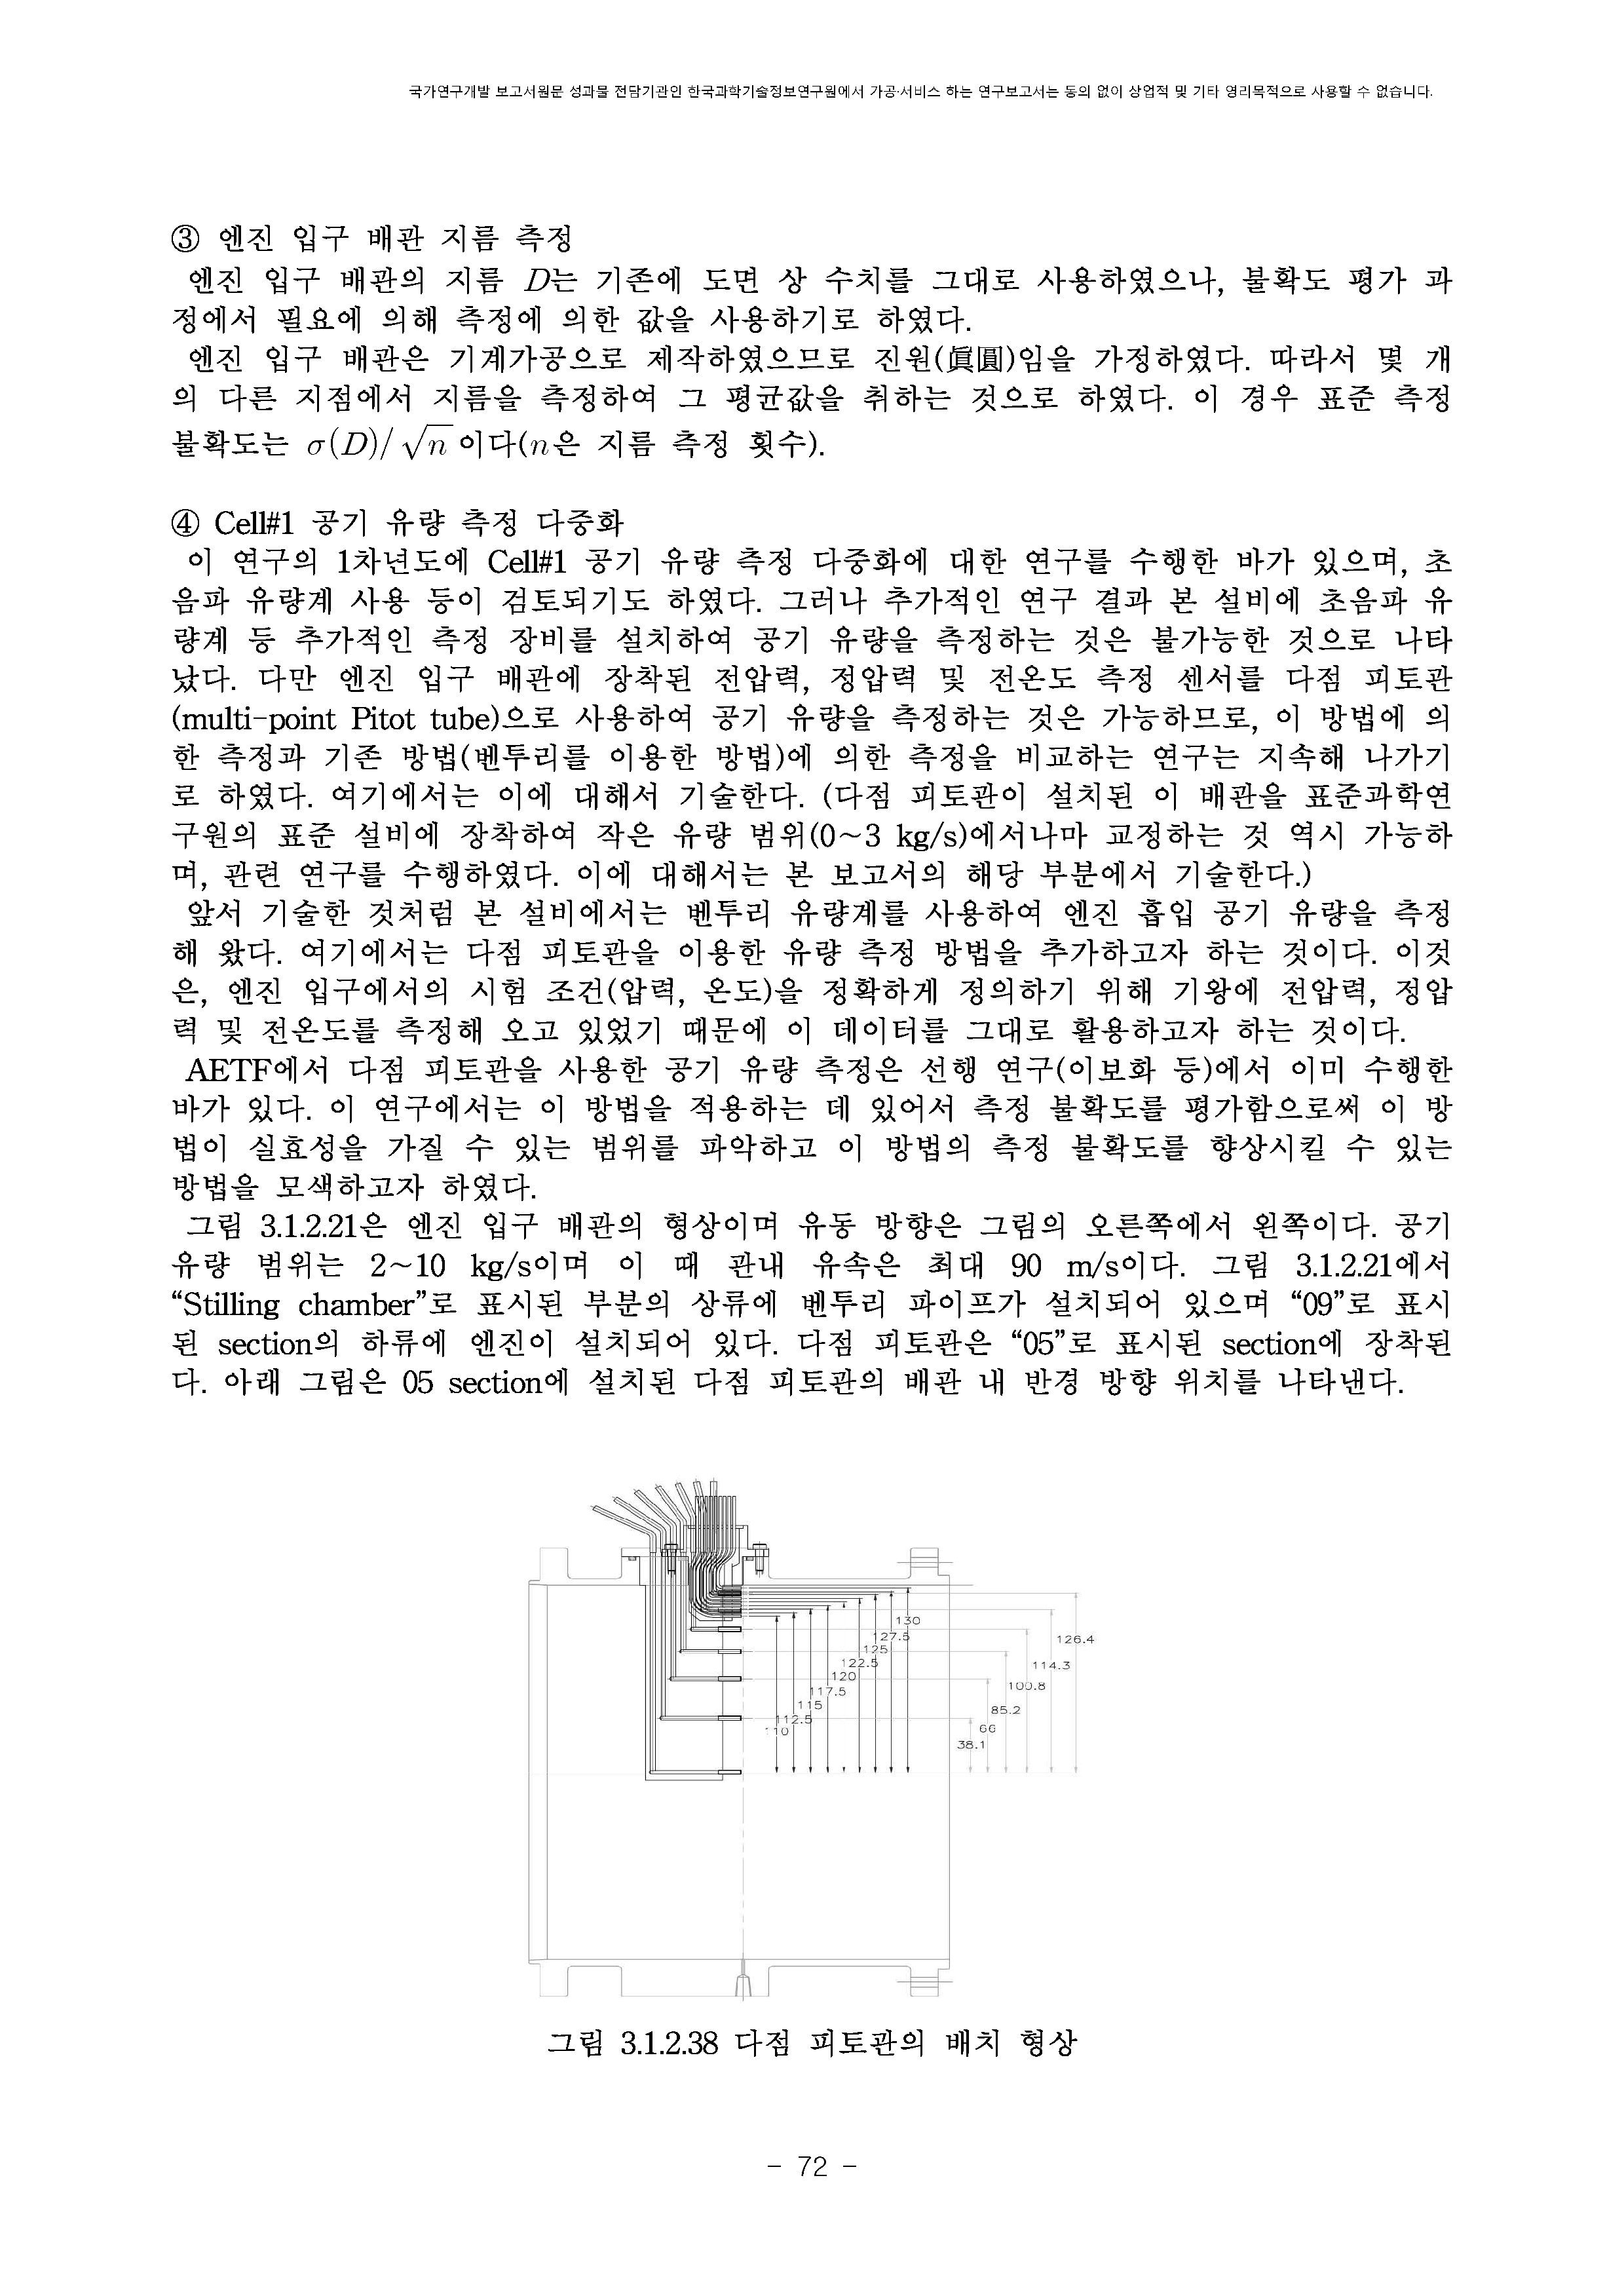 국가연구개발 보고서원문 성과물 전담기관인 한국과학기술정보연구원에서 가공·서비스 하는 연구보고서는 동의 없이 상업적 및 기타 영리목적으로 사용할 수 없습니다.
③ 엔진 입구 배관 지름 측정
엔진 입구 배관의 지름 D는 기존에 도면 상 수치를 그대로 사용하였으나, 불확도 평가 과
정에서 필요에 의해 측정에 의한 값을 사용하기로 하였다.
엔진 입구 배관은 기계가공으로 제작하였으므로 진원(眞圓)임을 가정하였다. 따라서 몇 개
의 다른 지점에서 지름을 측정하여 그 평균값을 취하는 것으로 하였다. 이 경우 표준 측정
불확도는 σ(D)/√n 이다(n은 지름 측정 횟수).
④ Cell#1 공기 유량 측정 다중화
이 연구의 1차년도에 Cell#1 공기 유량 측정 다중화에 대한 연구를 수행한 바가 있으며, 초
음파 유량계 사용 등이 검토되기도 하였다. 그러나 추가적인 연구 결과 본 설비에 초음파 유
량계 등 추가적인 측정 장비를 설치하여 공기 유량을 측정하는 것은 불가능한 것으로 나타
났다. 다만 엔진 입구 배관에 장착된 전압력, 정압력 및 전온도 측정 센서를 다점 피토관
(multi-point Pitot tube)으로 사용하여 공기 유량을 측정하는 것은 가능하므로, 이 방법에 의
한 측정과 기존 방법(벤투리를 이용한 방법)에 의한 측정을 비교하는 연구는 지속해 나가기
로 하였다. 여기에서는 이에 대해서 기술한다. (다점 피토관이 설치된 이 배관을 표준과학연
구원의 표준 설비에 장착하여 작은 유량 범위(0~3 kg/s)에서나마 교정하는 것 역시 가능하
며, 관련 연구를 수행하였다. 이에 대해서는 본 보고서의 해당 부분에서 기술한다.)
앞서 기술한 것처럼 본 설비에서는 벤투리 유량계를 사용하여 엔진 흡입 공기 유량을 측정
해 왔다. 여기에서는 다점 피토관을 이용한 유량 측정 방법을 추가하고자 하는 것이다. 이것
은, 엔진 입구에서의 시험 조건(압력, 온도)을 정확하게 정의하기 위해 기왕에 전압력, 정압
력 및 전온도를 측정해 오고 있었기 때문에 이 데이터를 그대로 활용하고자 하는 것이다.
AETF에서 다점 피토관을 사용한 공기 유량 측정은 선행 연구(이보화 등)에서 이미 수행한
바가 있다. 이 연구에서는 이 방법을 적용하는 데 있어서 측정 불확도를 평가함으로써 이 방
법이 실효성을 가질 수 있는 범위를 파악하고 이 방법의 측정 불확도를 향상시킬 수 있는
방법을 모색하고자 하였다.
그림 3.1.2.21은 엔진 입구 배관의 형상이며 유동 방향은 그림의 오른쪽에서 왼쪽이다. 공기
유량 범위는 2~10 kg/s이며 이 때 관내 유속은 최대 90 m/s이다. 그림 3.1.2.21에서
“Stilling chamber”로 표시된 부분의 상류에 벤투리 파이프가 설치되어 있으며 “09”로 표시
된 section의 하류에 엔진이 설치되어 있다. 다점 피토관은 “05”로 표시된 section에 장착된
다. 아래 그림은 05 section에 설치된 다점 피토관의 배관 내 반경 방향 위치를 나타낸다.
130
127.5
125
122.5
120
117.5
115
112.5
110
126.4
114.3
100.8
85.2
66
38.1
그림 3.1.2.38 다점 피토관의 배치 형상
- 72 -